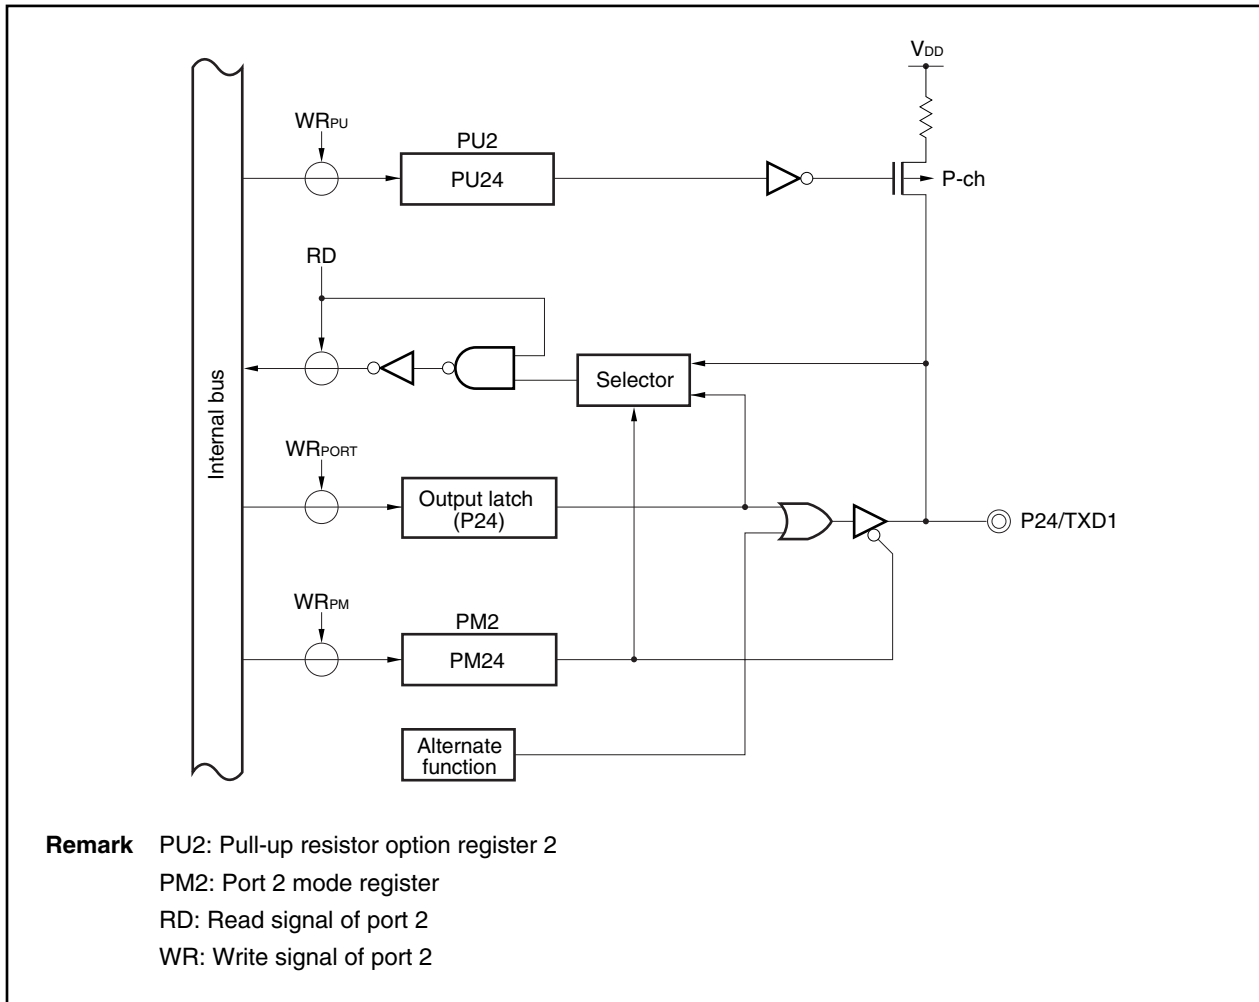 VDD
WRPU
PU2
PU24
P-ch
RD
Selector
Internal bus
WRPORT
Output latch
(P24)
P24/TXD1
WRPM
PM2
PM24
Alternate
function
Remark PU2: Pull-up resistor option register 2
PM2: Port 2 mode register
RD: Read signal of port 2
WR: Write signal of port 2